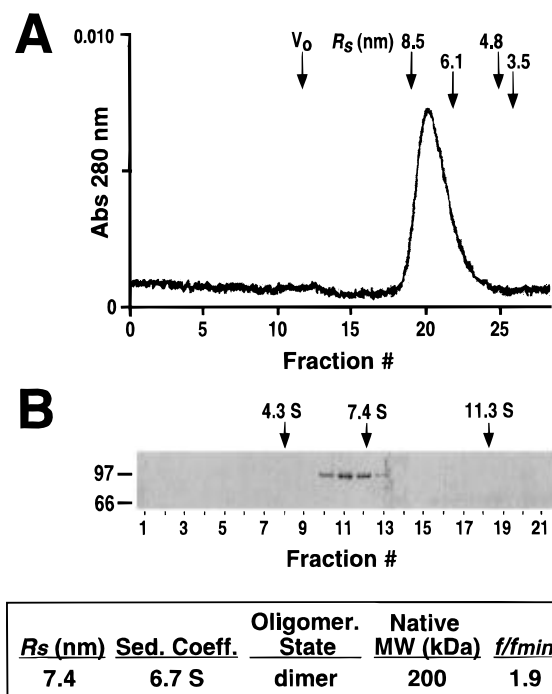 A
0.010
V₀ Rs (nm) 8.5 4.8
6.1 3.5
Abs 280 nm
0
0 5 10 15 20 25
Fraction #
B
4.3 S 7.4 S 11.3 S
97
66
1 3 5 7 9 11 13 15 17 19 21
Fraction #
Oligomer. Native
Rs (nm) Sed. Coeff. State MW (kDa) f/fmin
7.4 6.7 S dimer 200 1.9